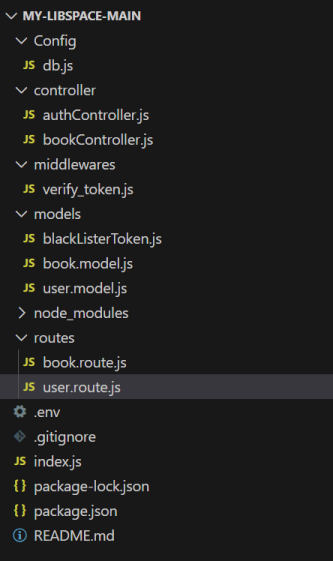 MY-LIBSPACE-MAIN
Config
JS db.js
controller
JS authController.js
JS bookController.js
middlewares
JS verify_token.js
models
JS blackListerToken.js
JS book.model.js
JS user.model.js
node_modules
routes
JS book.route.js
JS user.route.js
.env
.gitignore
JS index.js
{} package-lock.json
{} package.json
README.md